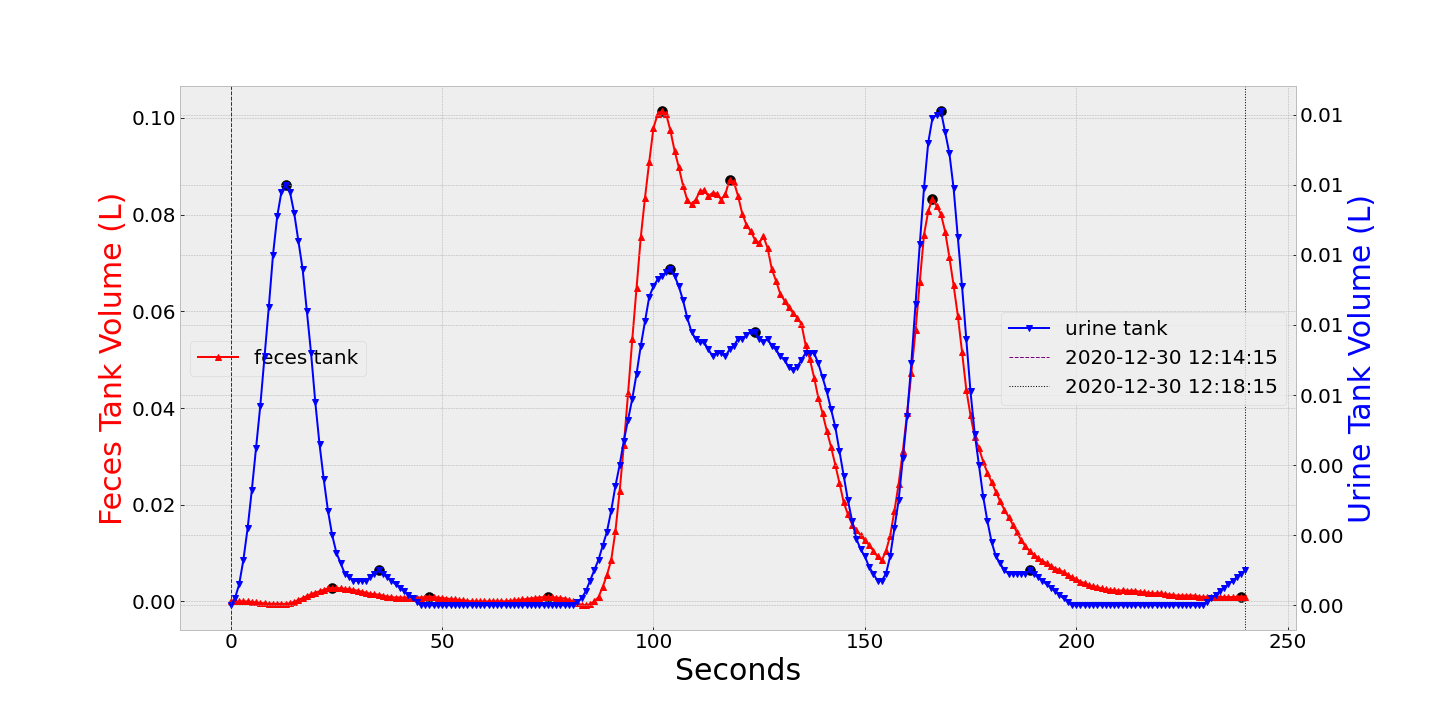 Feces Tank Volume (L)
0.10
0.08
0.06
0.04
0.02
0.00
feces tank
urine tank
2020-12-30 12:14:15
2020-12-30 12:18:15
0.01
0.01
0.01
0.01
0.01
0.00
0.00
0.00
Urine Tank Volume (L)
0 50 100 150 200 250
Seconds